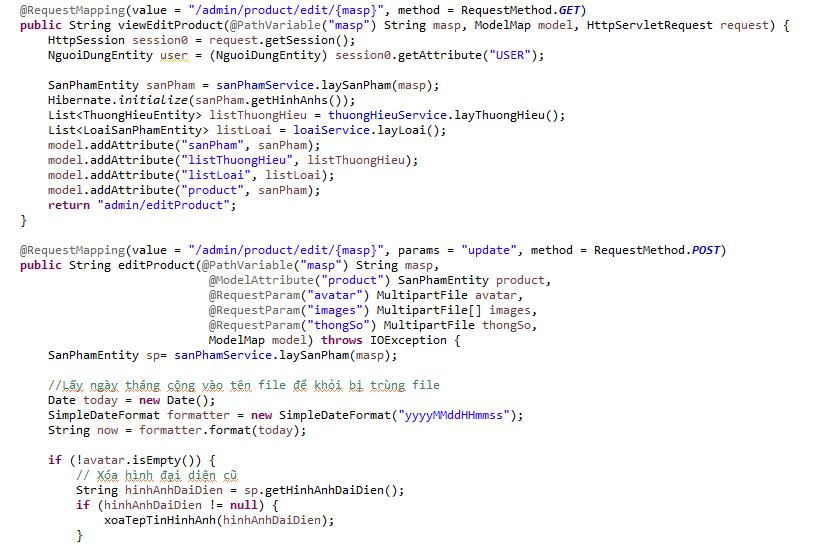 @RequestMapping(value = "/admin/product/edit/{masp}", method = RequestMethod.GET)
public String viewEditProduct(@PathVariable("masp") String masp, ModelMap model, HttpServletRequest request) {
    HttpSession session0 = request.getSession();
    NguoiDungEntity user = (NguoiDungEntity) session0.getAttribute("USER");

    SanPhamEntity sanPham = sanPhamService.laySanPham(masp);
    Hibernate.initialize(sanPham.getHinhAnhs());
    List<ThuongHieuEntity> listThuongHieu = thuongHieuService.layThuongHieu();
    List<LoaiSanPhamEntity> listLoai = loaiService.layLoai();
    model.addAttribute("sanPham", sanPham);
    model.addAttribute("listThuongHieu", listThuongHieu);
    model.addAttribute("listLoai", listLoai);
    model.addAttribute("product", sanPham);
    return "admin/editProduct";
}

@RequestMapping(value = "/admin/product/edit/{masp}", params = "update", method = RequestMethod.POST)
public String editProduct(@PathVariable("masp") String masp,
                           @ModelAttribute("product") SanPhamEntity product,
                           @RequestParam("avatar") MultipartFile avatar,
                           @RequestParam("images") MultipartFile[] images,
                           @RequestParam("thongSo") MultipartFile thongSo,
                           ModelMap model) throws IOException {
    SanPhamEntity sp= sanPhamService.laySanPham(masp);

    //Lấy ngày tháng cộng vào tên file để khỏi bị trùng file
    Date today = new Date();
    SimpleDateFormat formatter = new SimpleDateFormat("yyyyMMddHHmmss");
    String now = formatter.format(today);

    if (!avatar.isEmpty()) {
        // Xóa hình đại diện cũ
        String hinhAnhDaiDien = sp.getHinhAnhDaiDien();
        if (hinhAnhDaiDien != null) {
            xoaTepTinHinhAnh(hinhAnhDaiDien);
        }